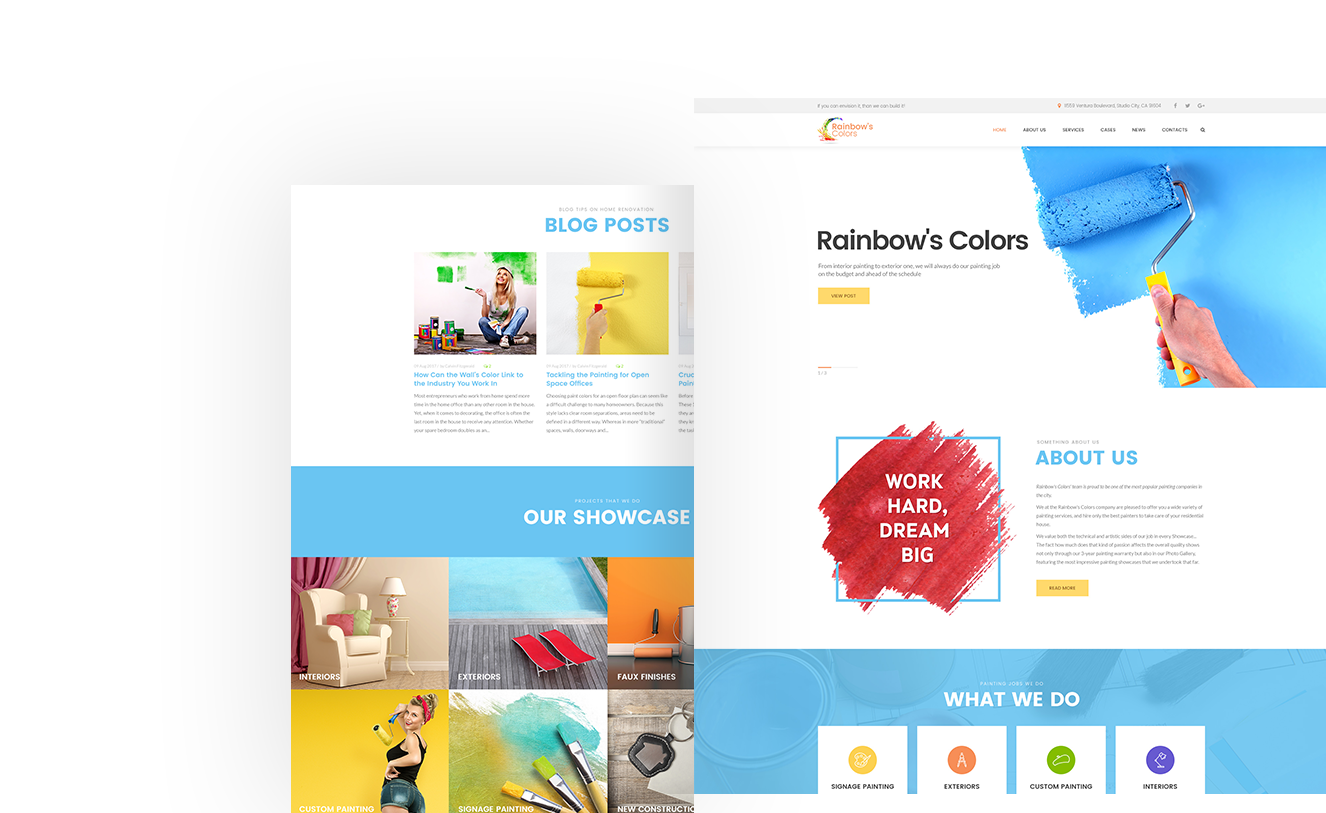 If you can envision it, than we can build it!
Ventura Boulevard, Studio City, CA
Rainbow's
Colors
HOME
ABOUT US
SERVICES
CASES
NEWS
CONTACTS
Rainbow's Colors
From interior painting to exterior one, we will always do our painting job
on the budget and ahead of the schedule
VIEW POST
1 / 3
WORK
HARD,
DREAM
BIG
SOMETHING ABOUT US
ABOUT US
Rainbow's Colors' team is proud to be one of the most popular painting companies in
the city.
We at the Rainbow's Colors company are pleased to offer you a wide variety of
painting services, and hire only the best painters to take care of your residential
house.
We value both the technical and artistic sides of our job in every Showcase...
The fact how much does that kind of passion affects the overall quality shows
not only through our 2-year painting warranty but also in our Photo Gallery,
featuring the most impressive painting showcases that we undertook that far.
READ MORE
PAINTING JOBS WE DO
WHAT WE DO
SIGNAGE PAINTING
EXTERIORS
CUSTOM PAINTING
INTERIORS
BLOG TIPS ON HOME RENOVATION
BLOG POSTS
How Can the Wall's Color Link to
the Industry You Work In
Most entrepreneurs who work from home spend more
time in the home office than any other room in the house.
Yet, when it comes to decorating, the office is often the
last room in the house to receive any attention. Whether
your spare bedroom doubles as an...
Tackling the Painting for Open
Space Offices
Choosing paint colors for an open floor plan can seem like
a difficult challenge to many homeowners. Because this
style lacks clear room separations, areas need to be
defined in a different way. Whereas in more "traditional"
spaces, walls, doorways and...
PROJECTS THAT WE DO
OUR SHOWCASE
INTERIORS
EXTERIORS
FAUX FINISHES
CUSTOM PAINTING
SIGNAGE PAINTING
NEW CONSTRUCTIO